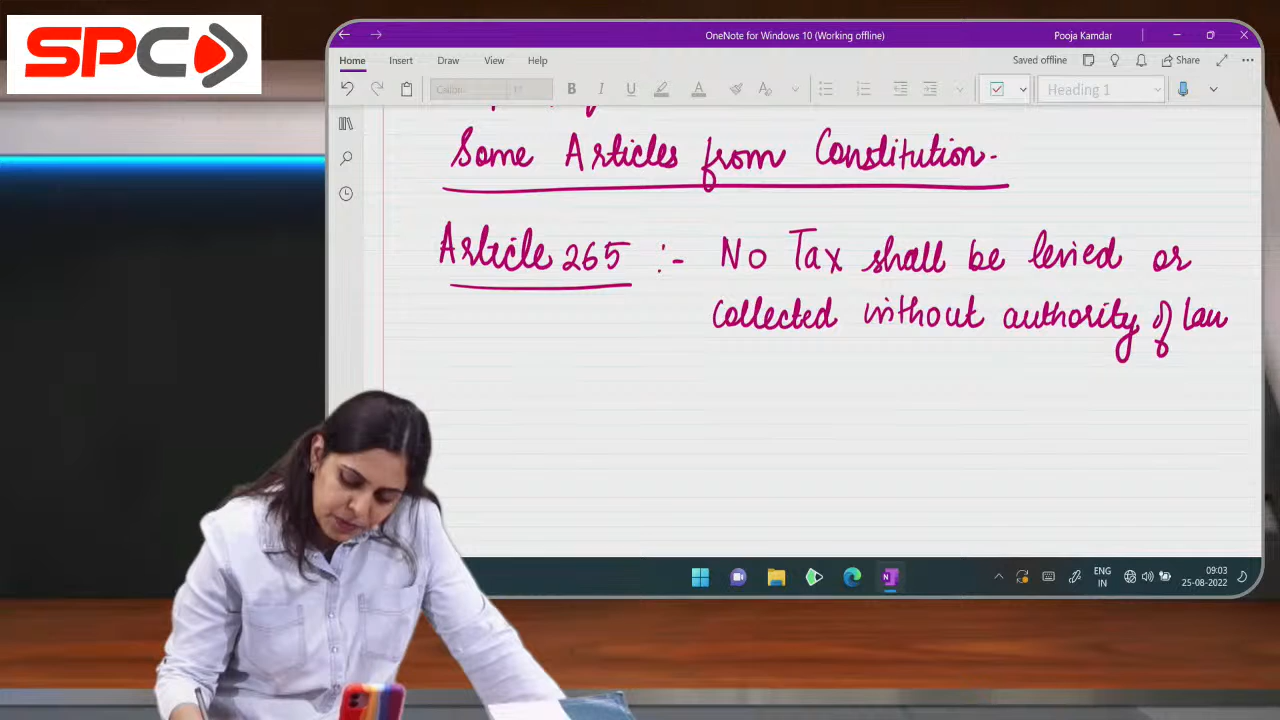 SPC
OneNote for Windows 10 (Working offline)
Pooja Kamdar
Home Insert Draw View Help
Saved offline
Share
B I U
Heading 1
Some Articles from Constitution.
Article 265 :- No Tax shall be levied or
collected without authority of law
ENG
IN
09:03
25-08-2022